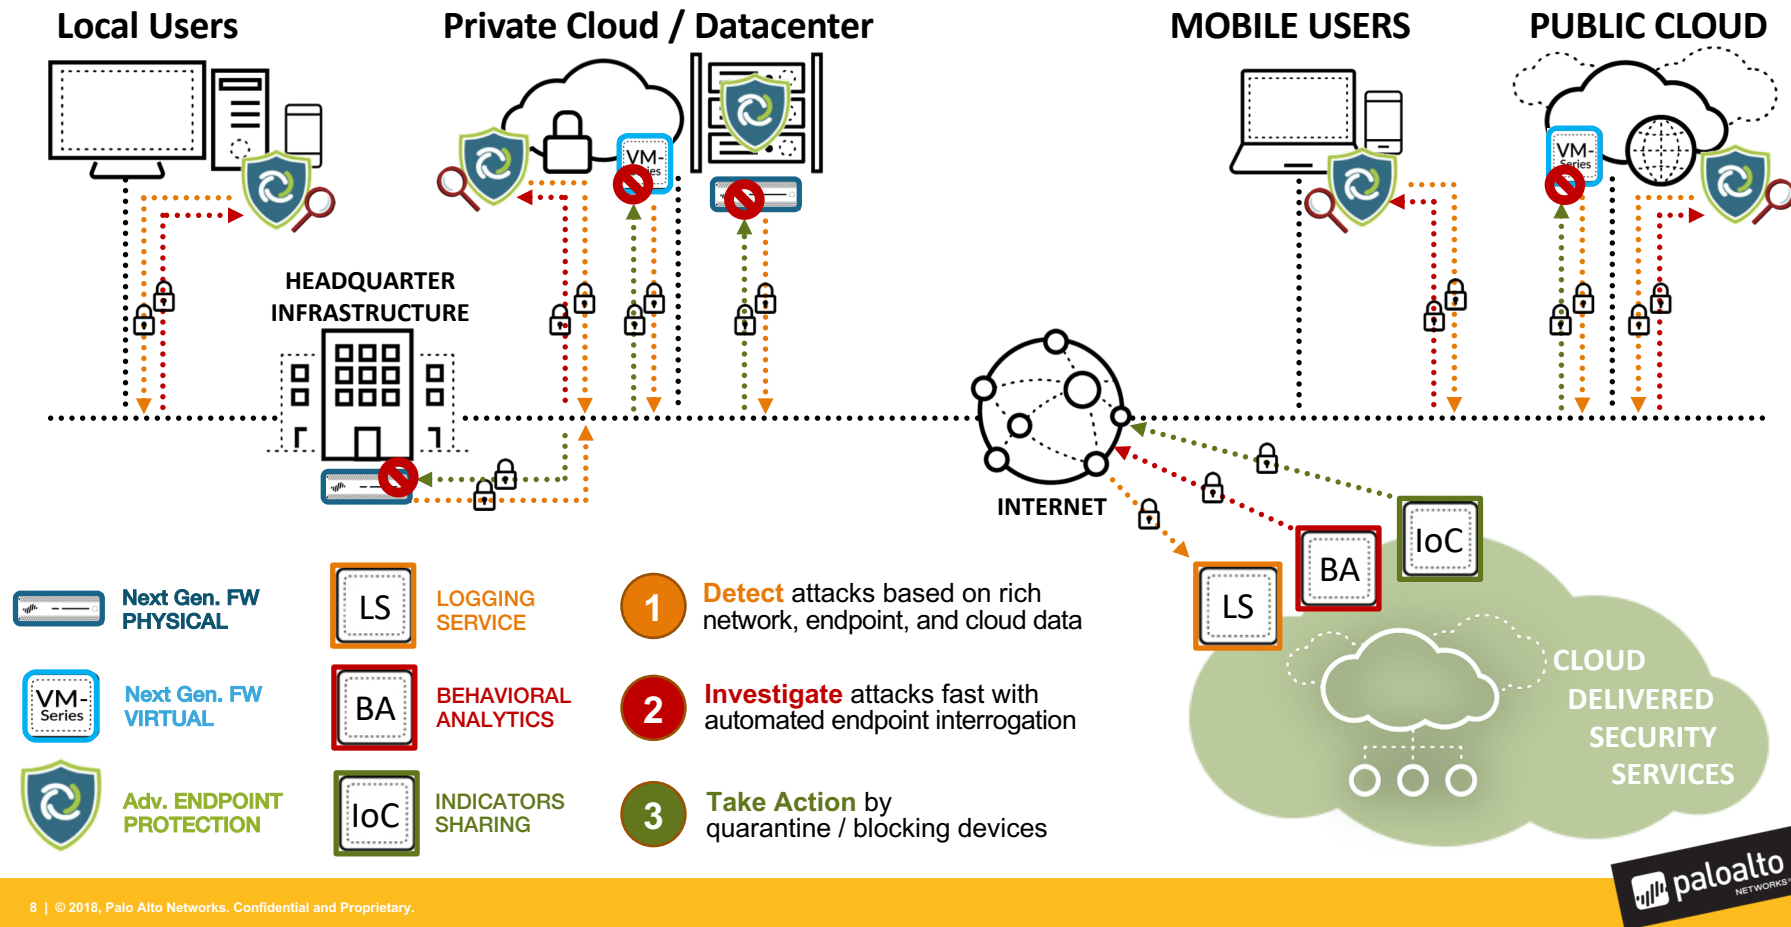 Local Users
Private Cloud / Datacenter
MOBILE USERS
PUBLIC CLOUD
VM-
Series
VM-
HEADQUARTER
INFRASTRUCTURE
INTERNET
LS
BA
IoC
CLOUD
DELIVERED
SECURITY
SERVICES
Next Gen. FW
PHYSICAL
VM-
Series
Next Gen. FW
VIRTUAL
Adv. ENDPOINT
PROTECTION
LS
LOGGING
SERVICE
BA
BEHAVIORAL
ANALYTICS
IoC
INDICATORS
SHARING
1
Detect attacks based on rich
network, endpoint, and cloud data
2
Investigate attacks fast with
automated endpoint interrogation
3
Take Action by
quarantine / blocking devices
8 | © 2018, Palo Alto Networks. Confidential and Proprietary.
paloalto
NETWORKS®